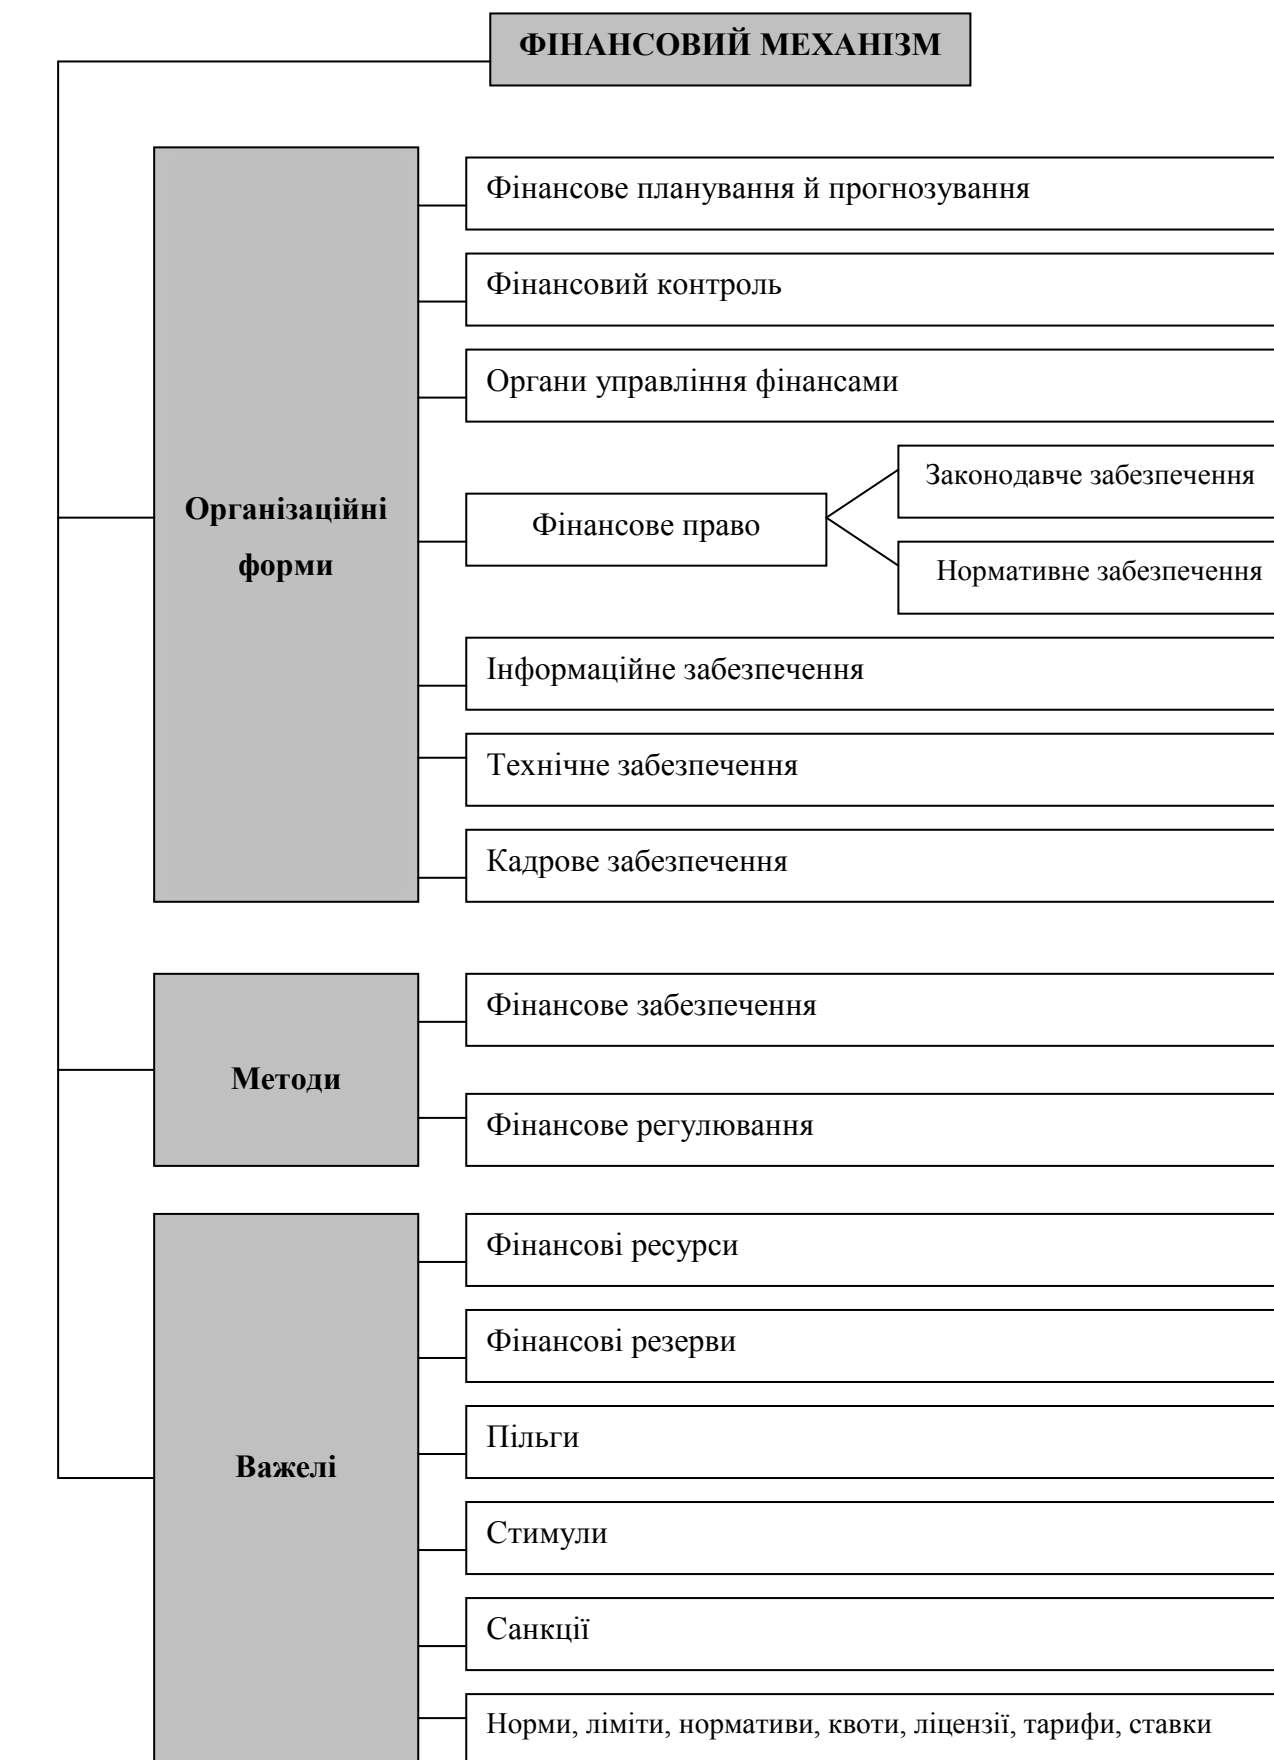 ФІНАНСОВИЙ МЕХАНІЗМ
Організаційні
форми
Фінансове планування й прогнозування
Фінансовий контроль
Органи управління фінансами
Фінансове право
Законодавче забезпечення
Нормативне забезпечення
Інформаційне забезпечення
Технічне забезпечення
Кадрове забезпечення
Методи
Фінансове забезпечення
Фінансове регулювання
Важелі
Фінансові ресурси
Фінансові резерви
Пільги
Стимули
Санкції
Норми, ліміти, нормативи, квоти, ліцензії, тарифи, ставки